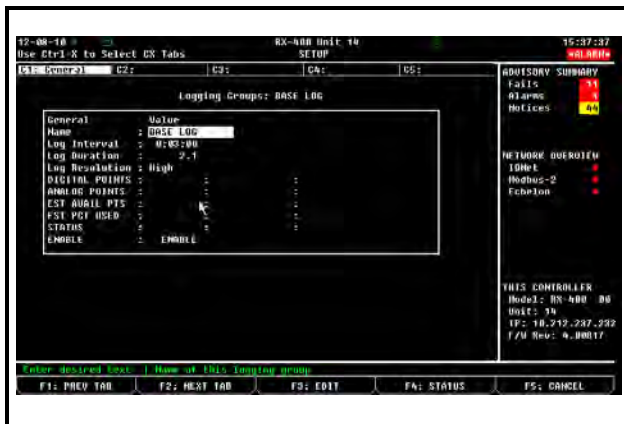 12-08-10 RX-400 Unit 14 15:37:37
Use Ctrl-X to Select CX Tabs SETUP *ALARM*
C1: General C2: C3: C4: C5:
ADVISORY SUMMARY
Fails 11
Alarms 1
Notices 44
Logging Groups: BASE LOG
General Value
Name : BASE LOG
Log Interval : 0:03:00
Log Duration : 2.1
Log Resolution : High
DIGITAL POINTS : : :
ANALOG POINTS : : :
EST AVAIL PTS : : :
EST PCT USED : : :
STATUS : : :
ENABLE : ENABLE
NETWORK OVERVIEW
IONet
Modbus-2
Echelon
THIS CONTROLLER
Model: RX-400 00
Unit: 14
IP: 10.212.237.232
F/W Rev: 4.00B17
Enter desired text | Name of this logging group
F1: PREV TAB F2: NEXT TAB F3: EDIT F4: STATUS F5: CANCEL